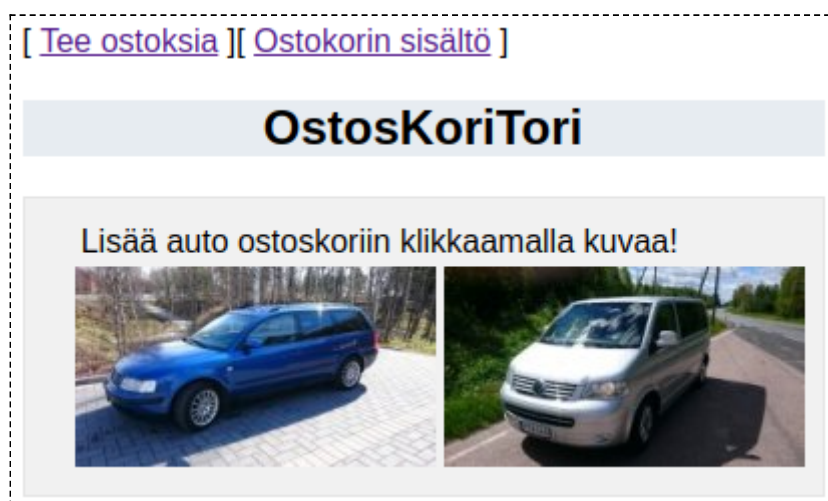 [ Tee ostoksia ][ Ostokorin sisältö ]
OstosKoriTori
Lisää auto ostoskoriin klikkaamalla kuvaa!